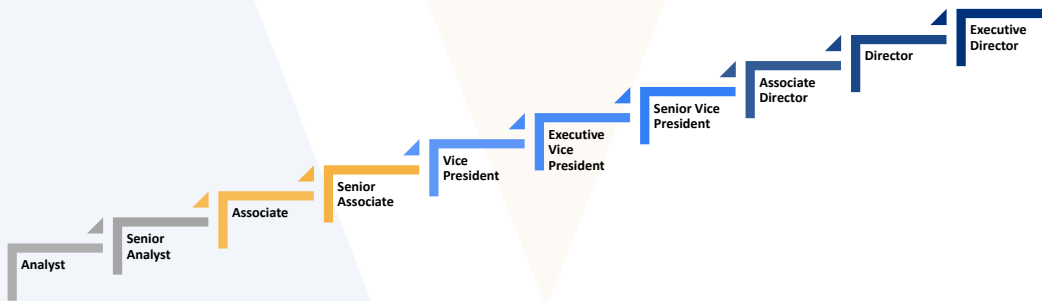 Executive
Director
Director
Associate
Director
Senior Vice
President
Executive
Vice
President
Vice
President
Senior
Associate
Associate
Senior
Analyst
Analyst